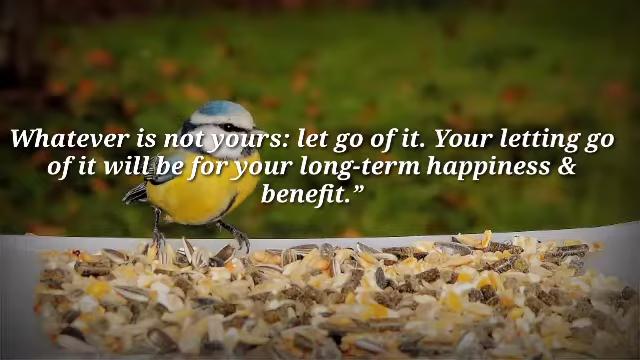 Whatever is not yours: let go of it. Your letting go
of it will be for your long-term happiness &
benefit.”